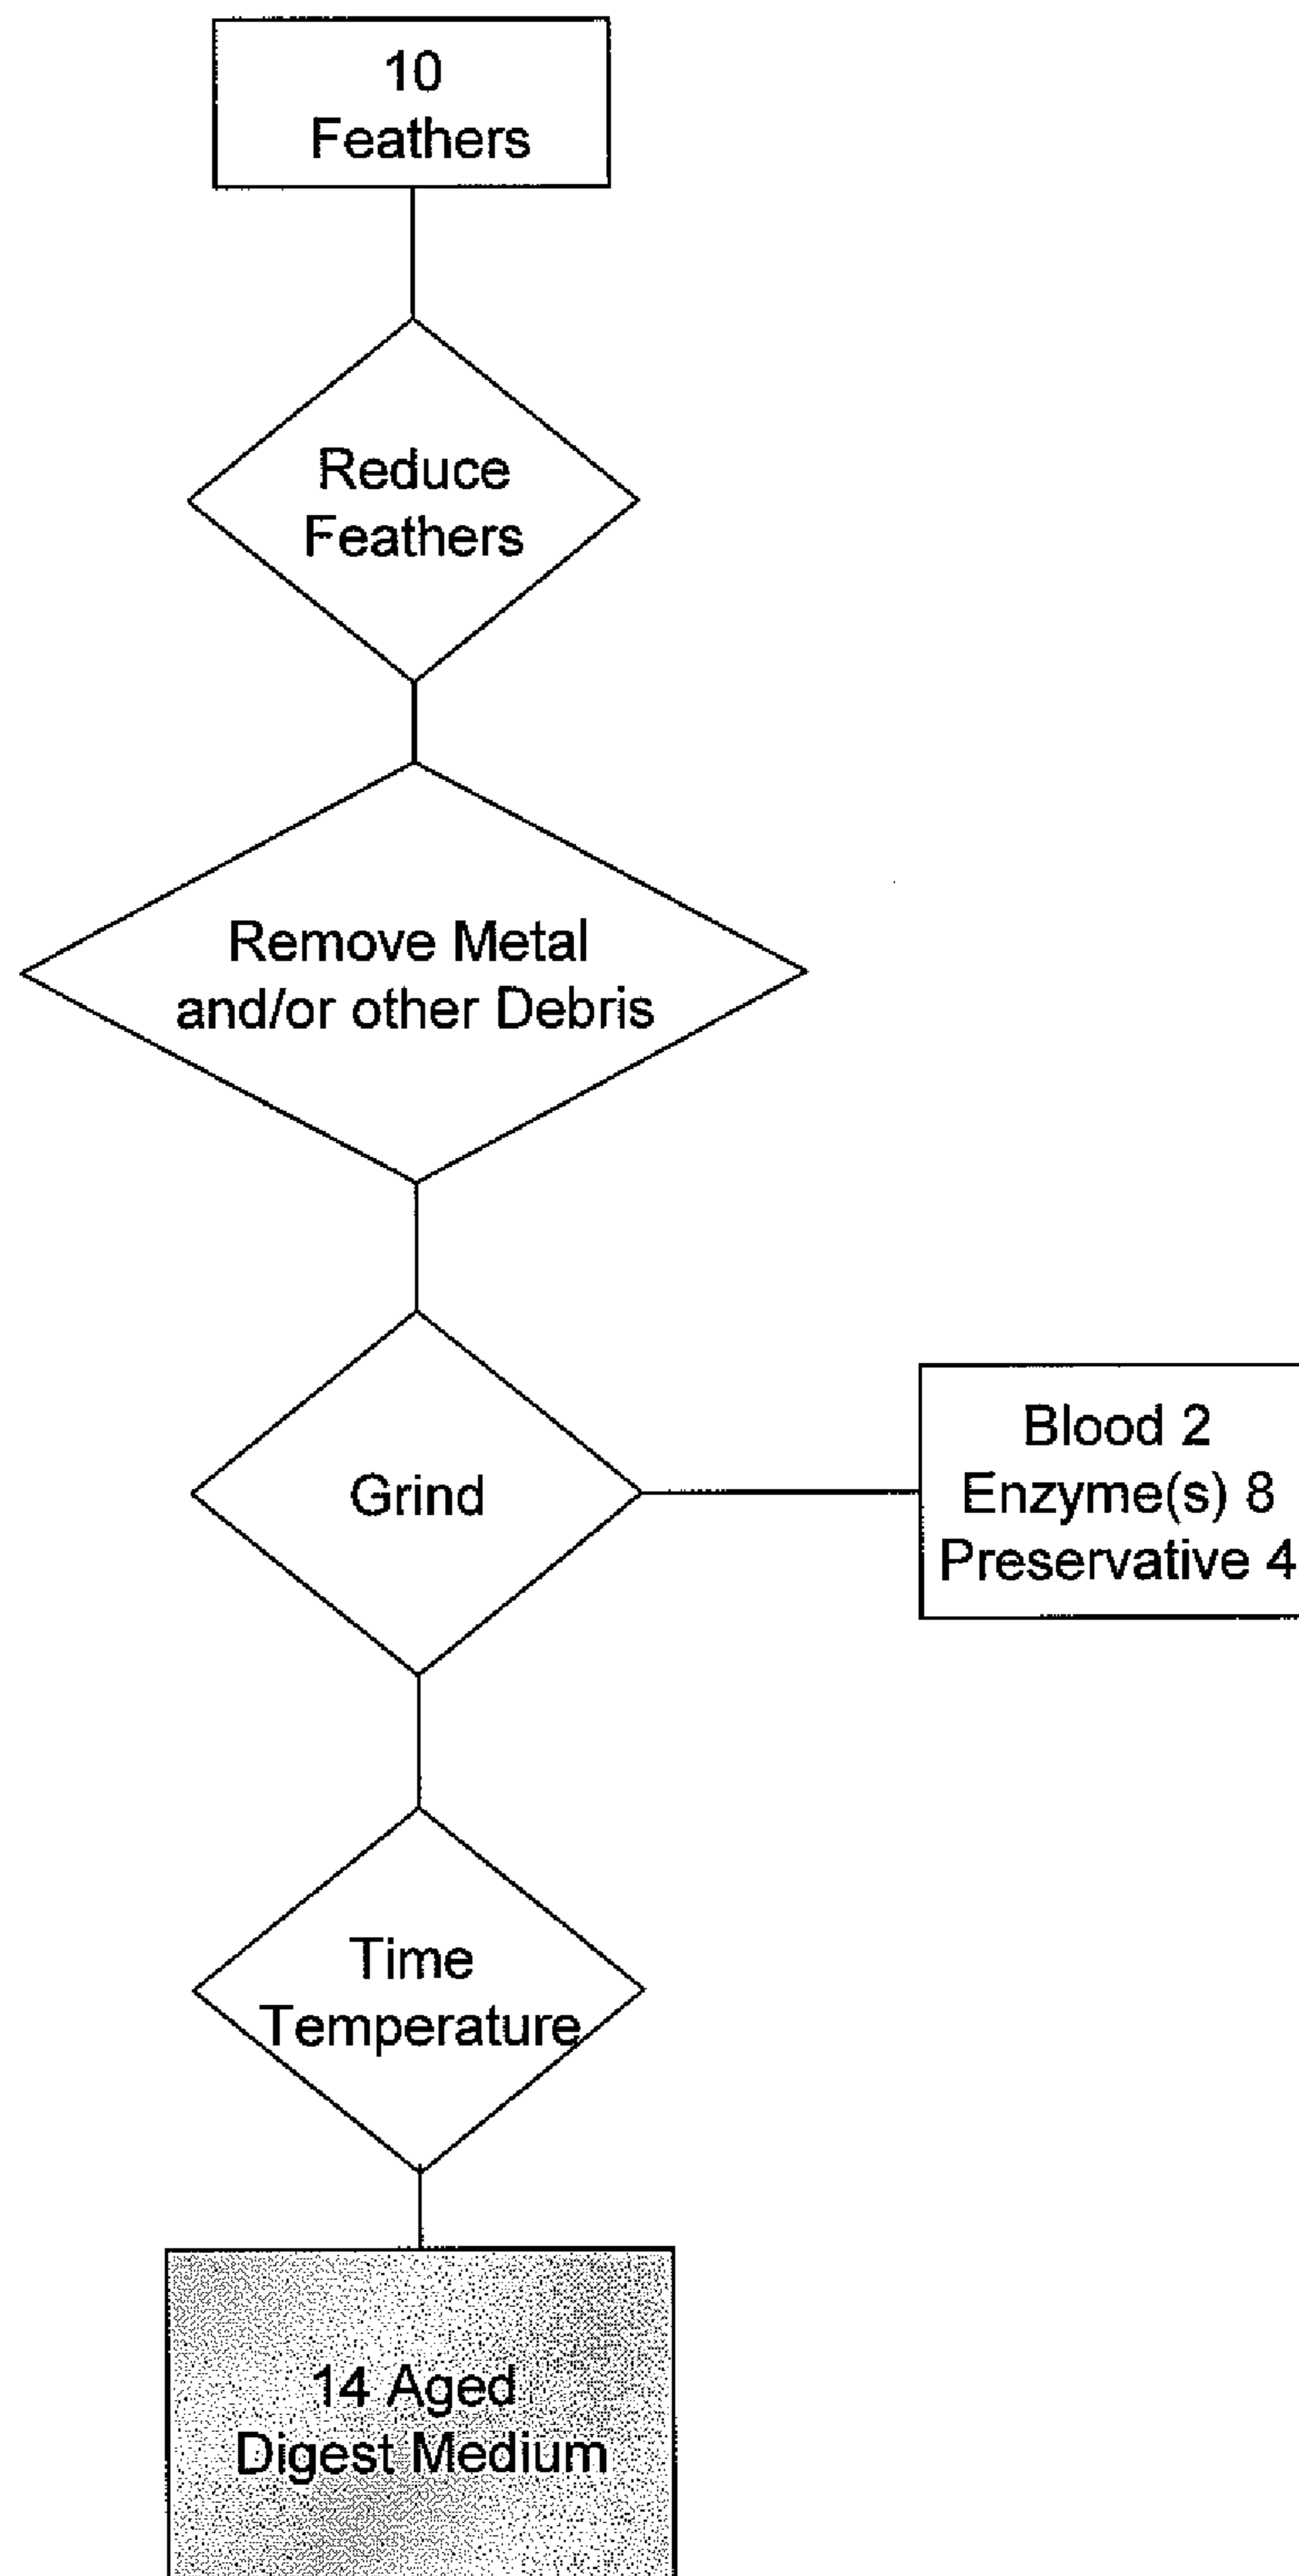 10
Feathers
Reduce
Feathers
Remove Metal
and/or other Debris
Grind
Blood 2
Enzyme(s) 8
Preservative 4
Time
Temperature
14 Aged
Digest Medium